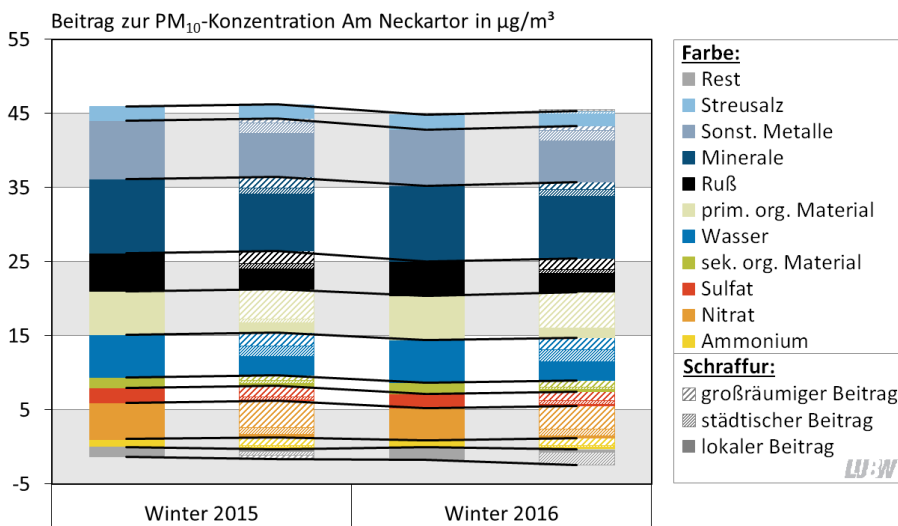 Beitrag zur PM₁₀-Konzentration Am Neckartor in µg/m³
55
45
35
25
15
5
-5
Winter 2015
Winter 2016
Farbe:
Rest
Streusalz
Sonst. Metalle
Minerale
Ruß
prim. org. Material
Wasser
sek. org. Material
Sulfat
Nitrat
Ammonium
Schraffur:
großräumiger Beitrag
städtischer Beitrag
lokaler Beitrag
LUBW